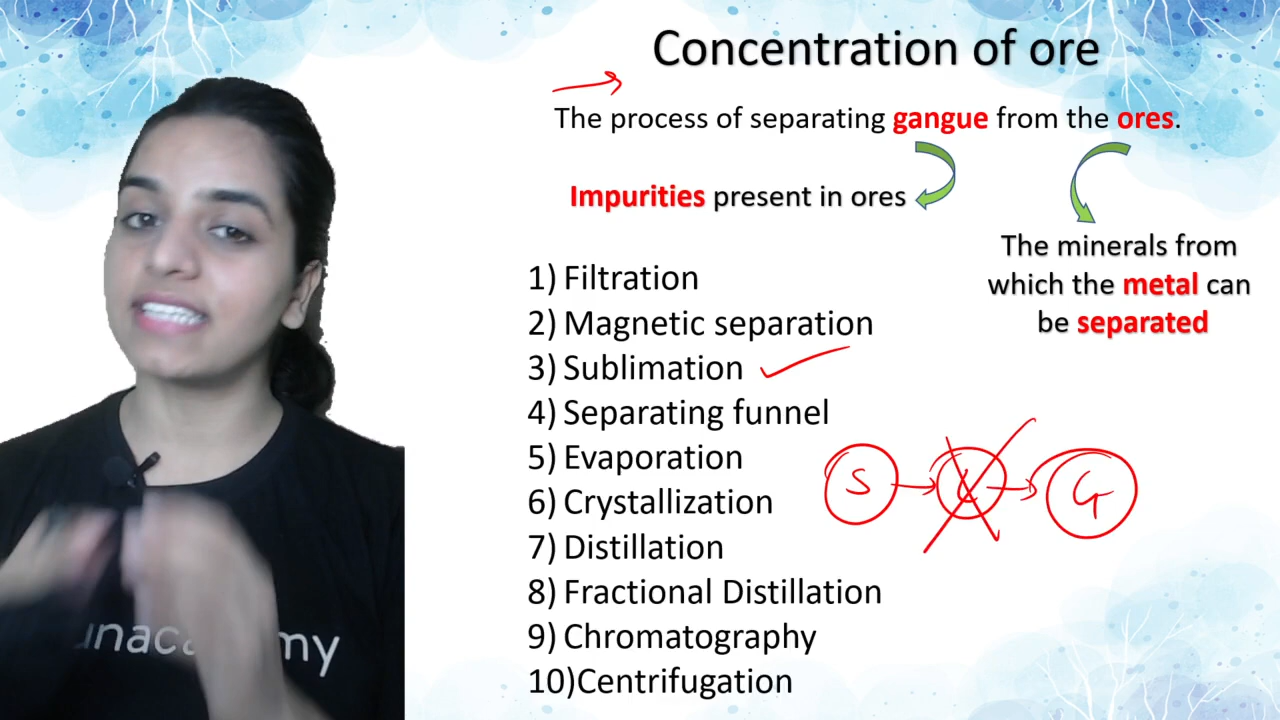 Concentration of ore
The process of separating gangue from the ores.
Impurities present in ores
The minerals from
which the metal can
be separated
1) Filtration
2) Magnetic separation
3) Sublimation
4) Separating funnel
5) Evaporation
6) Crystallization
7) Distillation
8) Fractional Distillation
9) Chromatography
10)Centrifugation
S L G